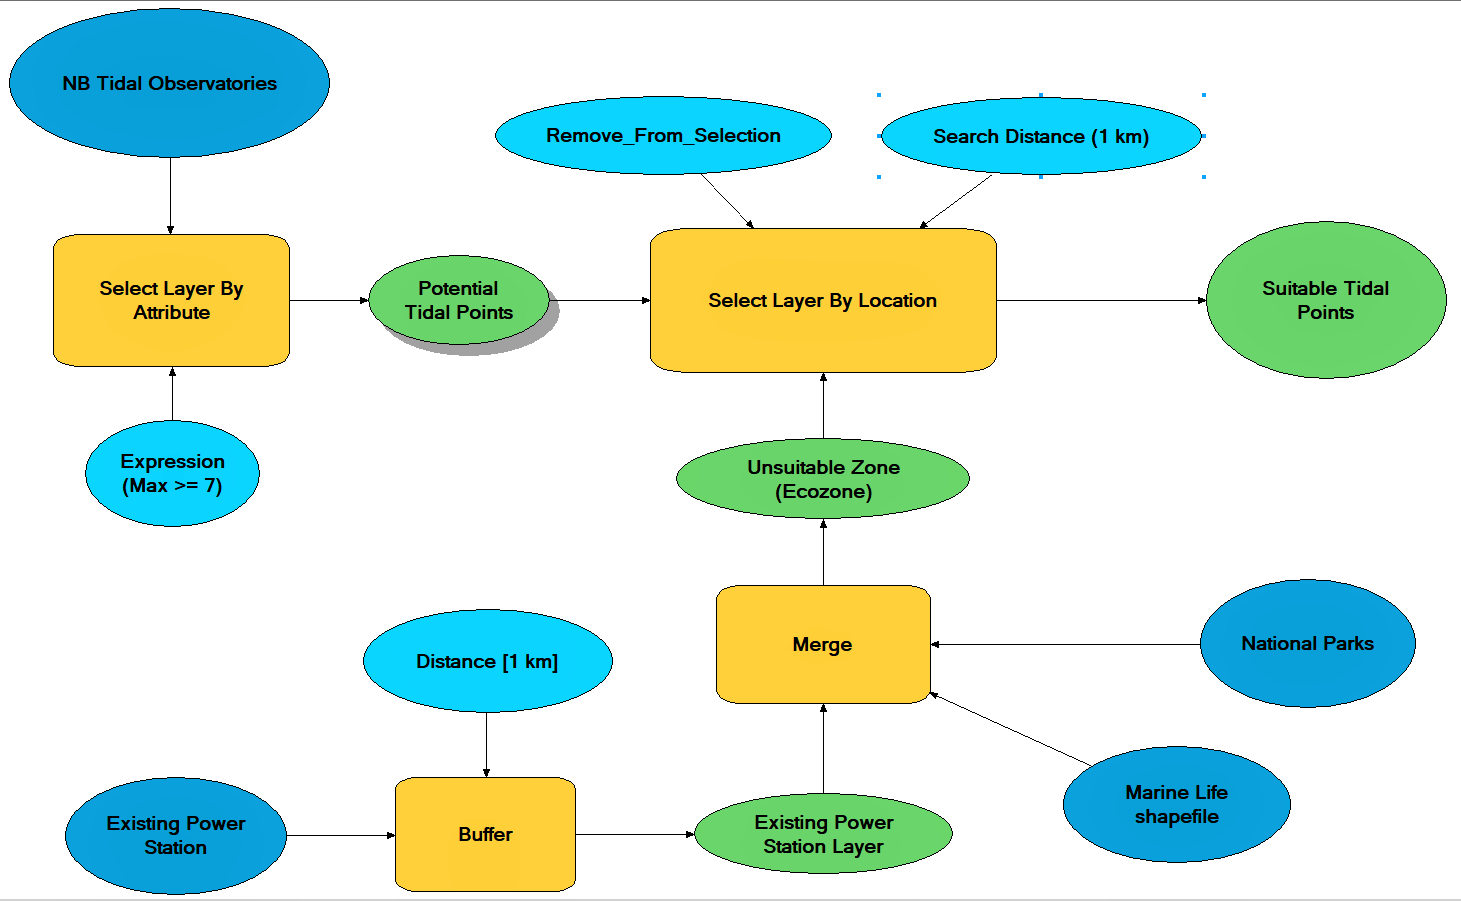 NB Tidal Observatories
Remove_From_Selection
Search Distance (1 km)
Select Layer By
Attribute
Potential
Tidal Points
Select Layer By Location
Suitable Tidal
Points
Expression
(Max >= 7)
Unsuitable Zone
(Ecozone)
Distance [1 km]
Merge
National Parks
Existing Power
Station
Buffer
Existing Power
Station Layer
Marine Life
shapefile